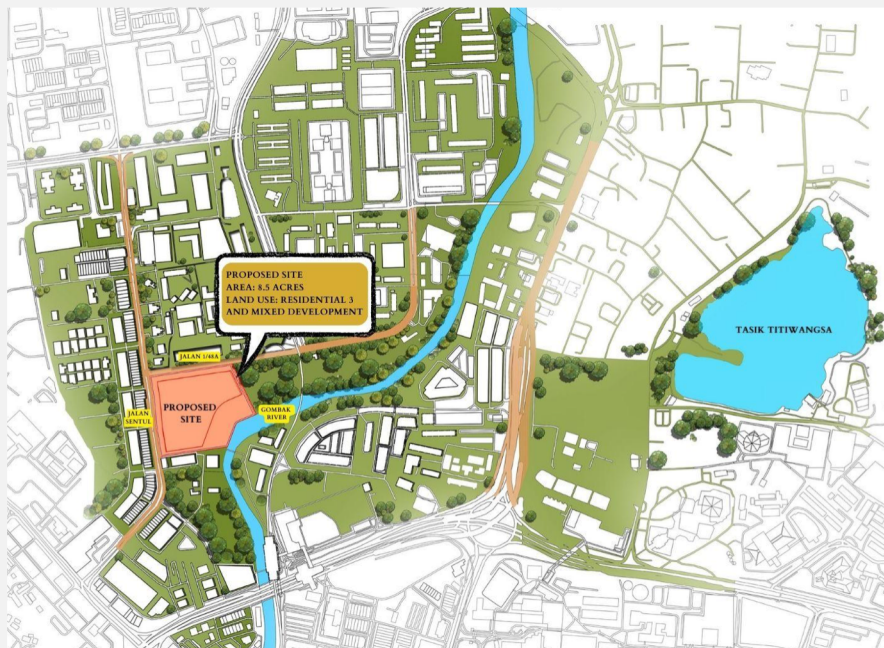 PROPOSED SITE
AREA: 8.5 ACRES
LAND USE: RESIDENTIAL 3
AND MIXED DEVELOPMENT
TASIK TITIWANGSA
JALAN 1/48A
JALAN
SENTUL
PROPOSED
SITE
GOMBAK
RIVER